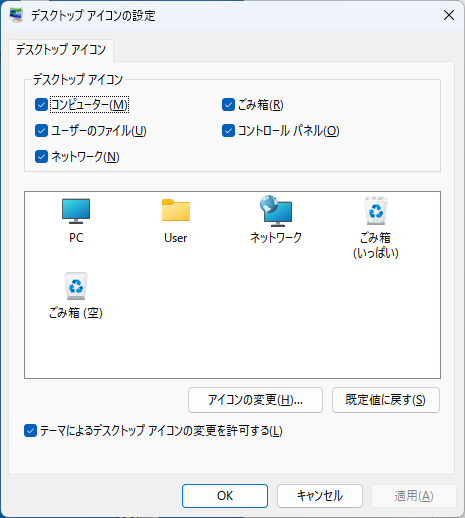 デスクトップ アイコンの設定
デスクトップ アイコン
デスクトップ アイコン
コンピューター(M)
ごみ箱(R)
ユーザーのファイル(U)
コントロール パネル(O)
ネットワーク(N)
PC
User
ネットワーク
ごみ箱
(いっぱい)
ごみ箱 (空)
アイコンの変更(H)...
既定値に戻す(S)
テーマによるデスクトップ アイコンの変更を許可する(L)
OK
キャンセル
適用(A)